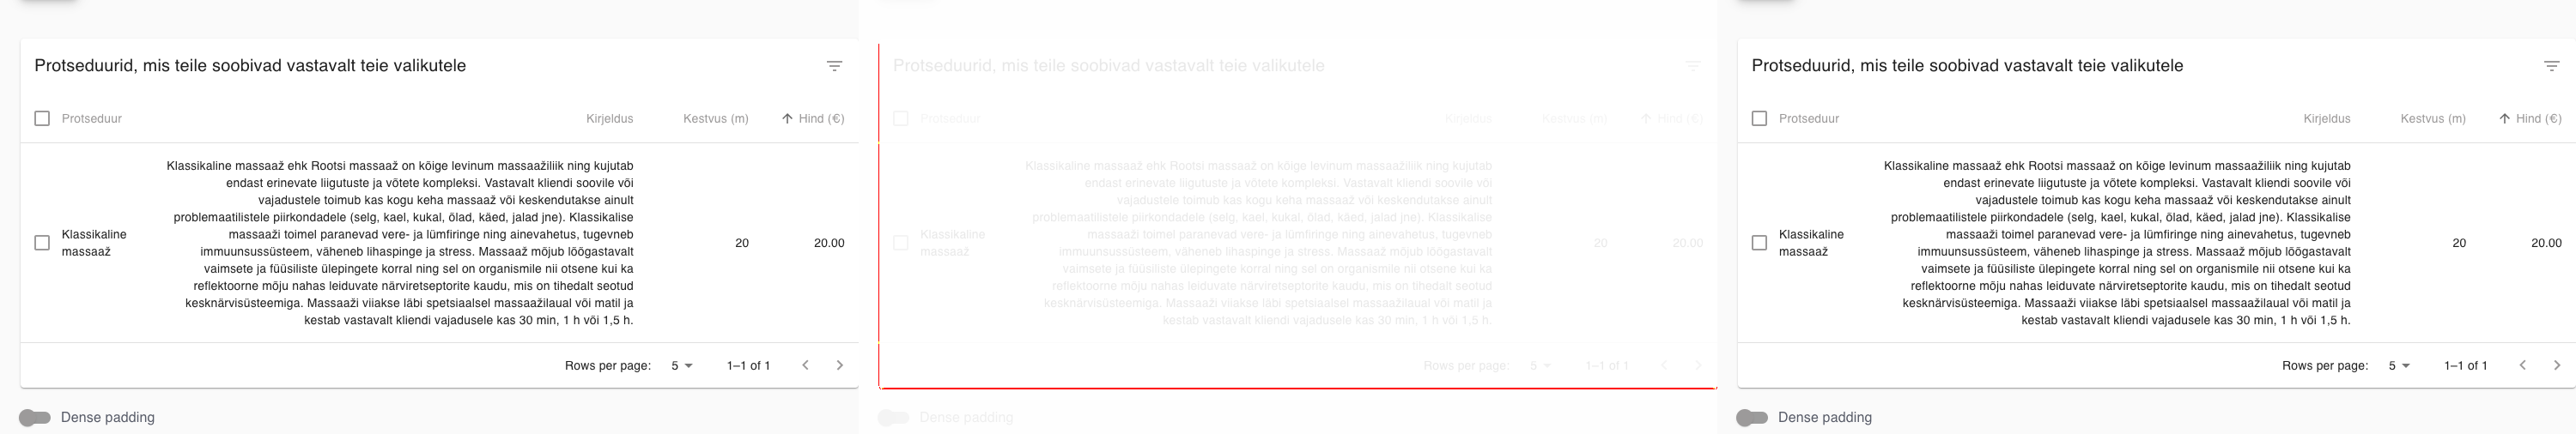 Protseduurid, mis teile soobivad vastavalt teie valikutele
Protseduur Kirjeldus Kestvus (m) Hind (€)
Klassikaline massaaž ehk Rootsi massaaž on kõige levinum massaažiliik ning kujutab
endast erinevate liigutuste ja võtete kompleksi. Vastavalt kliendi soovile või
vajadustele toimub kas kogu keha massaaž või keskendutakse ainult
problemaatilistele piirkondadele (selg, kael, kukal, õlad, käed, jalad jne). Klassikalise
massaaži toimel paranevad vere- ja lümfiringe ning ainevahetus, tugevneb
immuunsussüsteem, väheneb lihaspinge ja stress. Massaaž mõjub lõõgastavalt
vaimsete ja füüsiliste ülepingete korral ning sel on organismile nii otsene kui ka
reflektoorne mõju nahas leiduvate närviretseptorite kaudu, mis on tihedalt seotud
kesknärvisüsteemiga. Massaaži viiakse läbi spetsiaalsel massaažilaual või matil ja
kestab vastavalt kliendi vajadusele kas 30 min, 1 h või 1,5 h.
Klassikaline
massaaž
20 20.00
Rows per page: 5 1–1 of 1
Dense padding
Protseduurid, mis teile soobivad vastavalt teie valikutele
Protseduur Kirjeldus Kestvus (m) Hind (€)
Klassikaline massaaž ehk Rootsi massaaž on kõige levinum massaažiliik ning kujutab
endast erinevate liigutuste ja võtete kompleksi. Vastavalt kliendi soovile või
vajadustele toimub kas kogu keha massaaž või keskendutakse ainult
problemaatilistele piirkondadele (selg, kael, kukal, õlad, käed, jalad jne). Klassikalise
massaaži toimel paranevad vere- ja lümfiringe ning ainevahetus, tugevneb
immuunsussüsteem, väheneb lihaspinge ja stress. Massaaž mõjub lõõgastavalt
vaimsete ja füüsiliste ülepingete korral ning sel on organismile nii otsene kui ka
reflektoorne mõju nahas leiduvate närviretseptorite kaudu, mis on tihedalt seotud
kesknärvisüsteemiga. Massaaži viiakse läbi spetsiaalsel massaažilaual või matil ja
kestab vastavalt kliendi vajadusele kas 30 min, 1 h või 1,5 h.
Klassikaline
massaaž
20 20.00
Rows per page: 5 1–1 of 1
Dense padding
Protseduurid, mis teile soobivad vastavalt teie valikutele
Protseduur Kirjeldus Kestvus (m) Hind (€)
Klassikaline massaaž ehk Rootsi massaaž on kõige levinum massaažiliik ning kujutab
endast erinevate liigutuste ja võtete kompleksi. Vastavalt kliendi soovile või
vajadustele toimub kas kogu keha massaaž või keskendutakse ainult
problemaatilistele piirkondadele (selg, kael, kukal, õlad, käed, jalad jne). Klassikalise
massaaži toimel paranevad vere- ja lümfiringe ning ainevahetus, tugevneb
immuunsussüsteem, väheneb lihaspinge ja stress. Massaaž mõjub lõõgastavalt
vaimsete ja füüsiliste ülepingete korral ning sel on organismile nii otsene kui ka
reflektoorne mõju nahas leiduvate närviretseptorite kaudu, mis on tihedalt seotud
kesknärvisüsteemiga. Massaaži viiakse läbi spetsiaalsel massaažilaual või matil ja
kestab vastavalt kliendi vajadusele kas 30 min, 1 h või 1,5 h.
Klassikaline
massaaž
20 20.00
Rows per page: 5 1–1 of 1
Dense padding